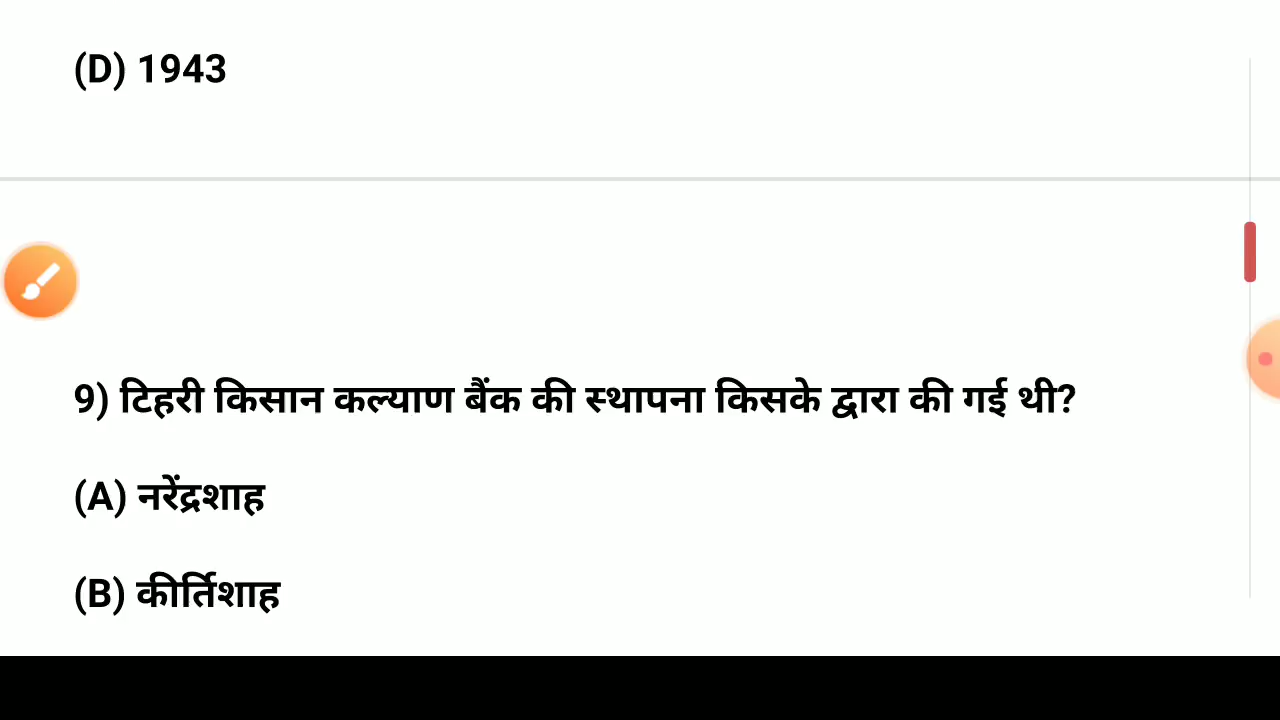 (D) 1943
9) टिहरी किसान कल्याण बैंक की स्थापना किसके द्वारा की गई थी?
(A) नरेंद्रशाह
(B) कीर्तिशाह